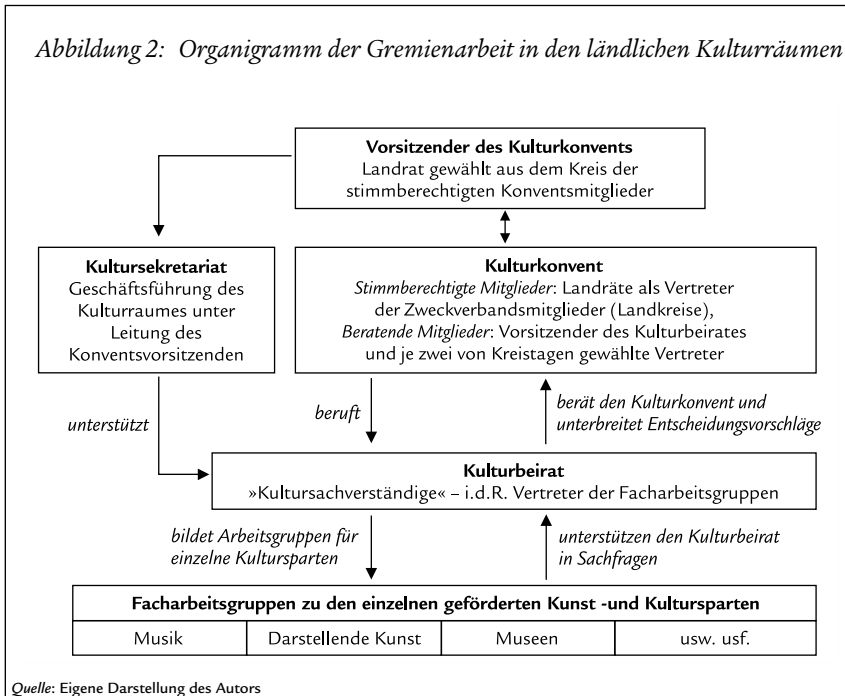 Abbildung 2: Organigramm der Gremienarbeit in den ländlichen Kulturräumen
Vorsitzender des Kulturkonvents
Landrat gewählt aus dem Kreis der
stimmberechtigten Konventsmitglieder
Kultursekretariat
Geschäftsführung des
Kulturraumes unter
Leitung des
Konventsvorsitzenden
Kulturkonvent
Stimmberechtigte Mitglieder: Landräte als Vertreter
der Zweckverbandsmitglieder (Landkreise),
Beratende Mitglieder: Vorsitzender des Kulturbeirates
und je zwei von Kreistagen gewählte Vertreter
unterstützt
beruft
berät den Kulturkonvent und
unterbreitet Entscheidungsvorschläge
Kulturbeirat
»Kultursachverständige« – i.d.R. Vertreter der Facharbeitsgruppen
bildet Arbeitsgruppen für
einzelne Kultursparten
unterstützen den Kulturbeirat
in Sachfragen
Facharbeitsgruppen zu den einzelnen geförderten Kunst -und Kultursparten
Musik
Darstellende Kunst
Museen
usw. usf.
Quelle: Eigene Darstellung des Autors